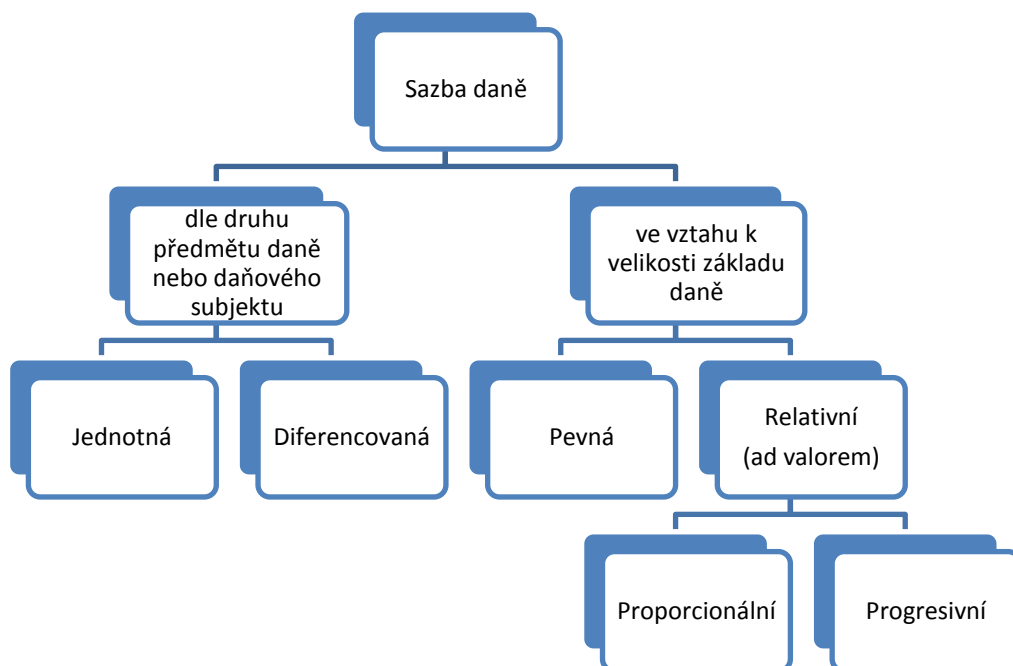 Sazba daně
dle druhu
předmětu daně
nebo daňového
subjektu
ve vztahu k
velikosti základu
daně
Jednotná
Diferencovaná
Pevná
Relativní
(ad valorem)
Proporcionální
Progresivní